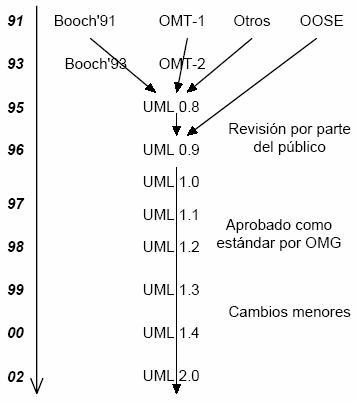 91 Booch'91 OMT-1 Otros OOSE
93 Booch'93 OMT-2
95 UML 0.8
Revisión por parte
del público
96 UML 0.9
UML 1.0
97 UML 1.1
Aprobado como
estándar por OMG
98 UML 1.2
99 UML 1.3
Cambios menores
00 UML 1.4
02 UML 2.0